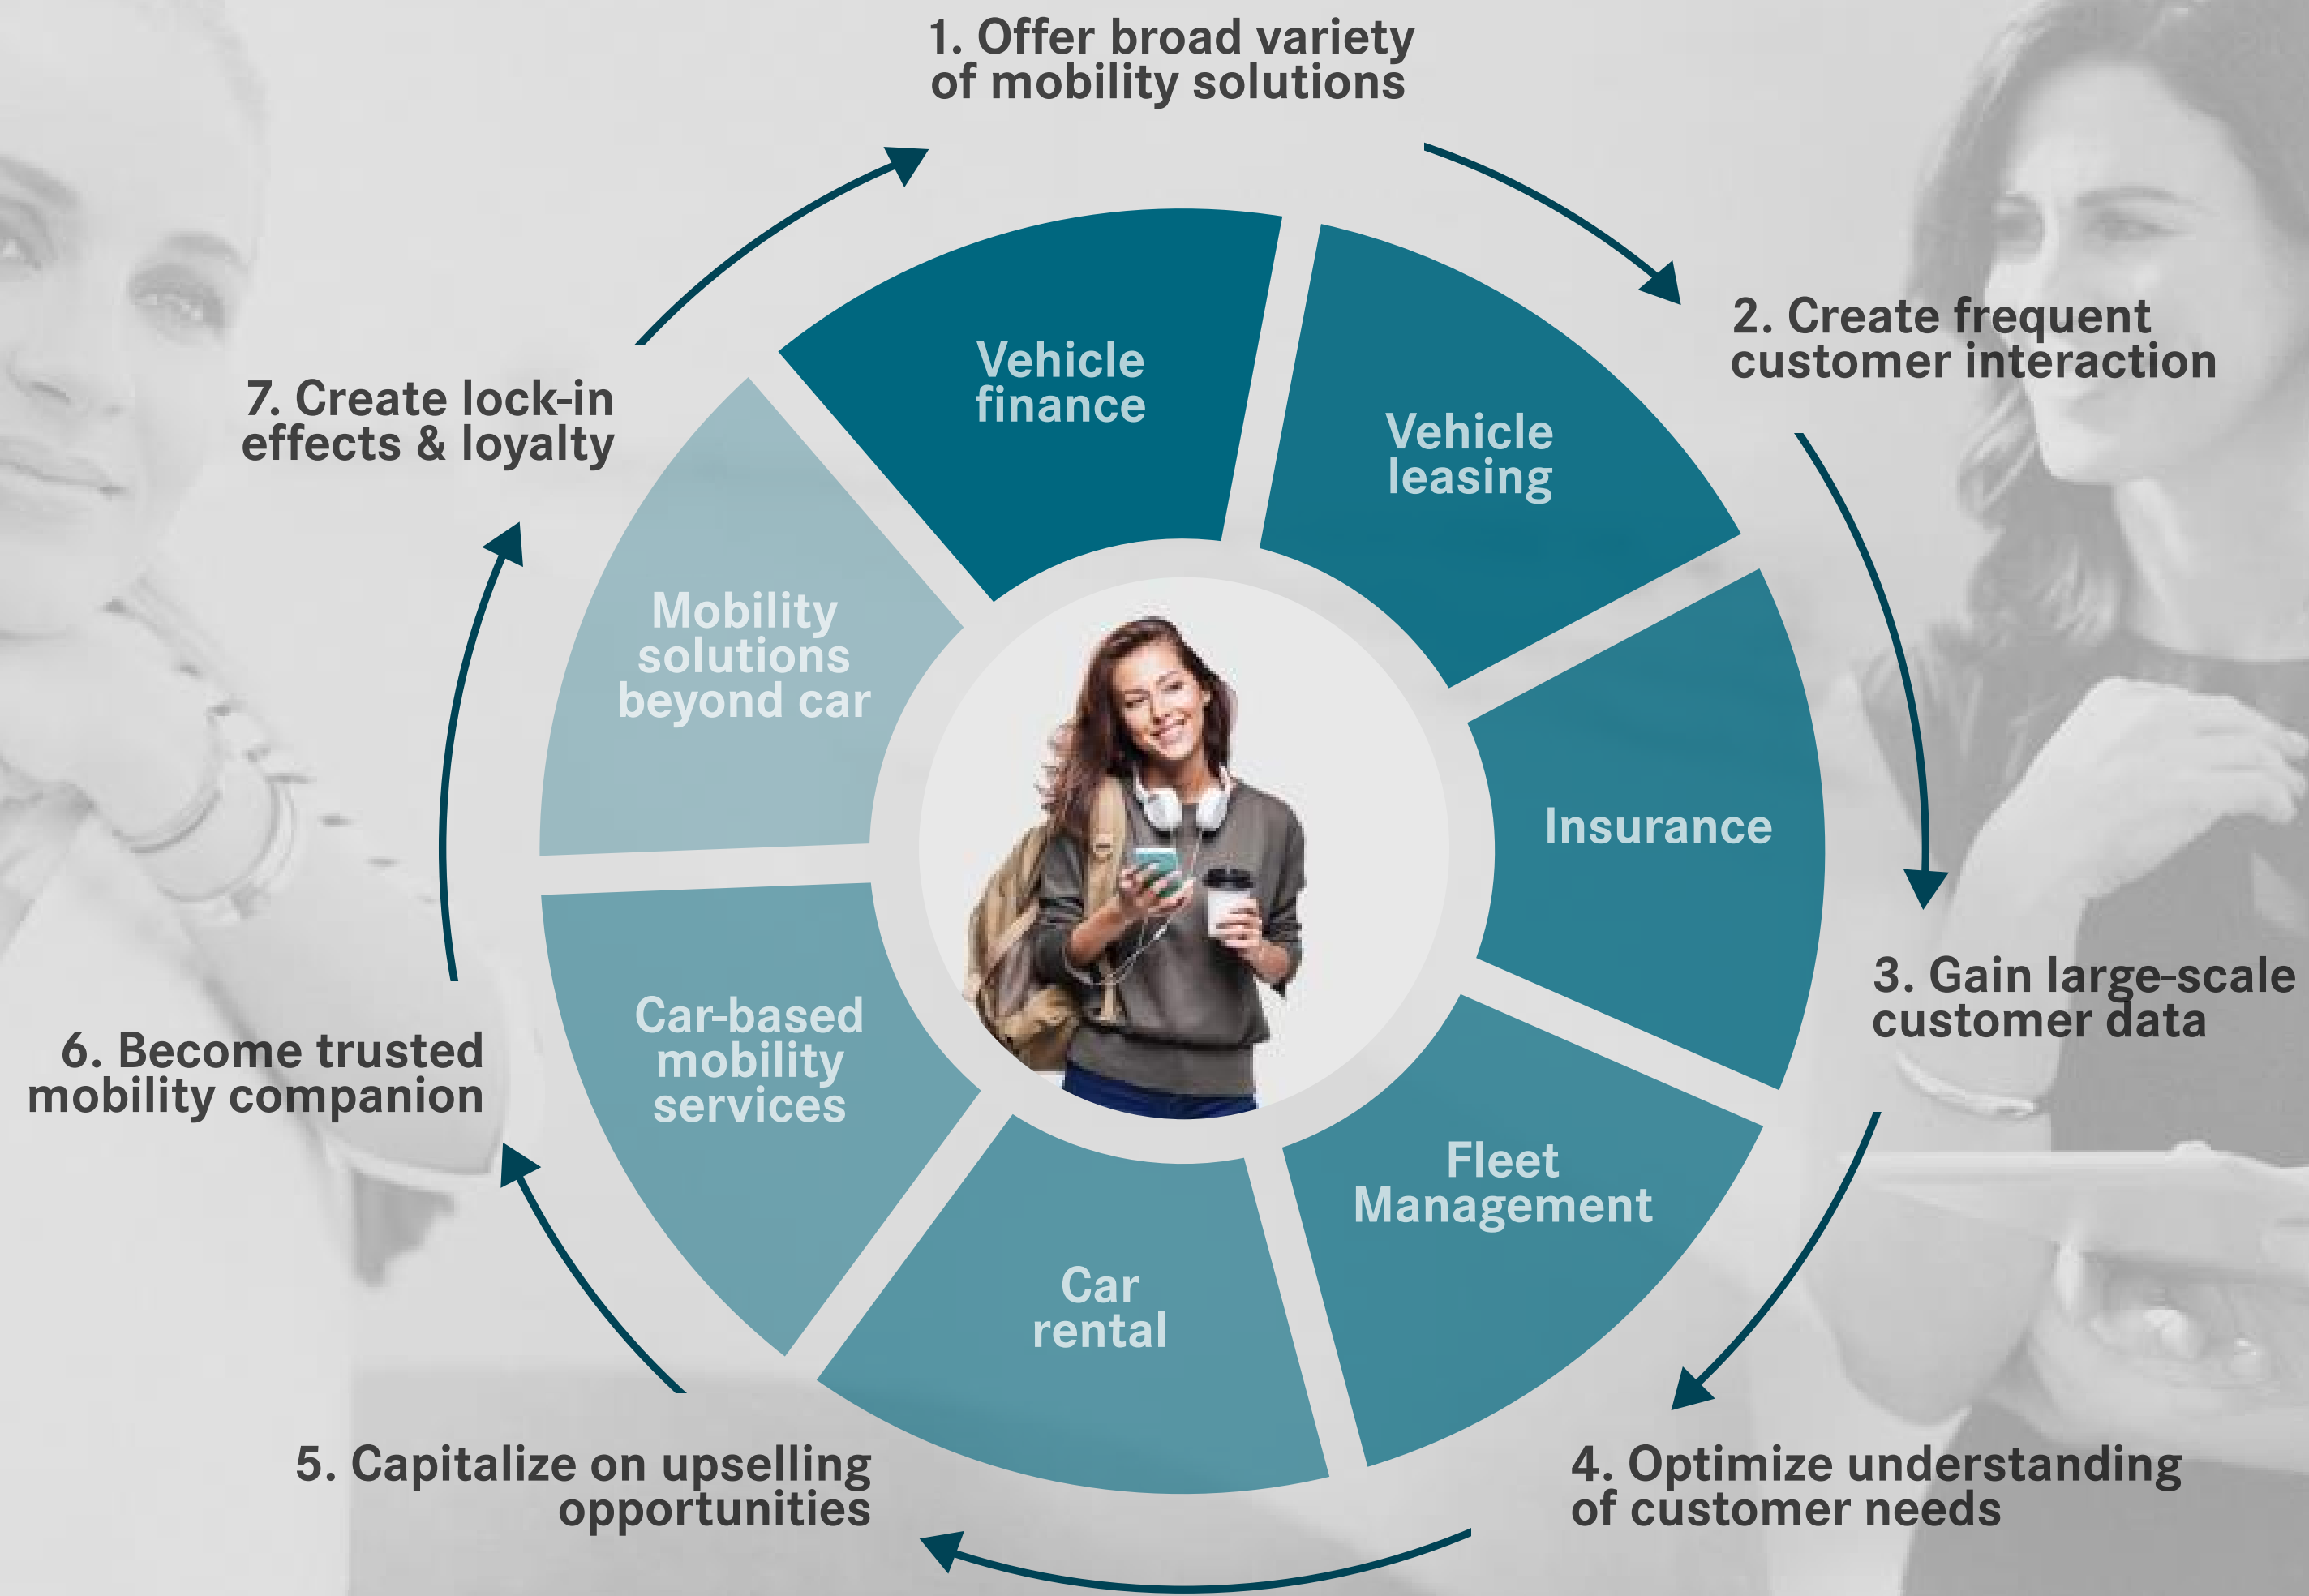 1. Offer broad variety
of mobility solutions
2. Create frequent
customer interaction
3. Gain large-scale
customer data
4. Optimize understanding
of customer needs
5. Capitalize on upselling
opportunities
6. Become trusted
mobility companion
7. Create lock-in
effects & loyalty
Vehicle
finance
Vehicle
leasing
Insurance
Fleet
Management
Car
rental
Car-based
mobility
services
Mobility
solutions
beyond car